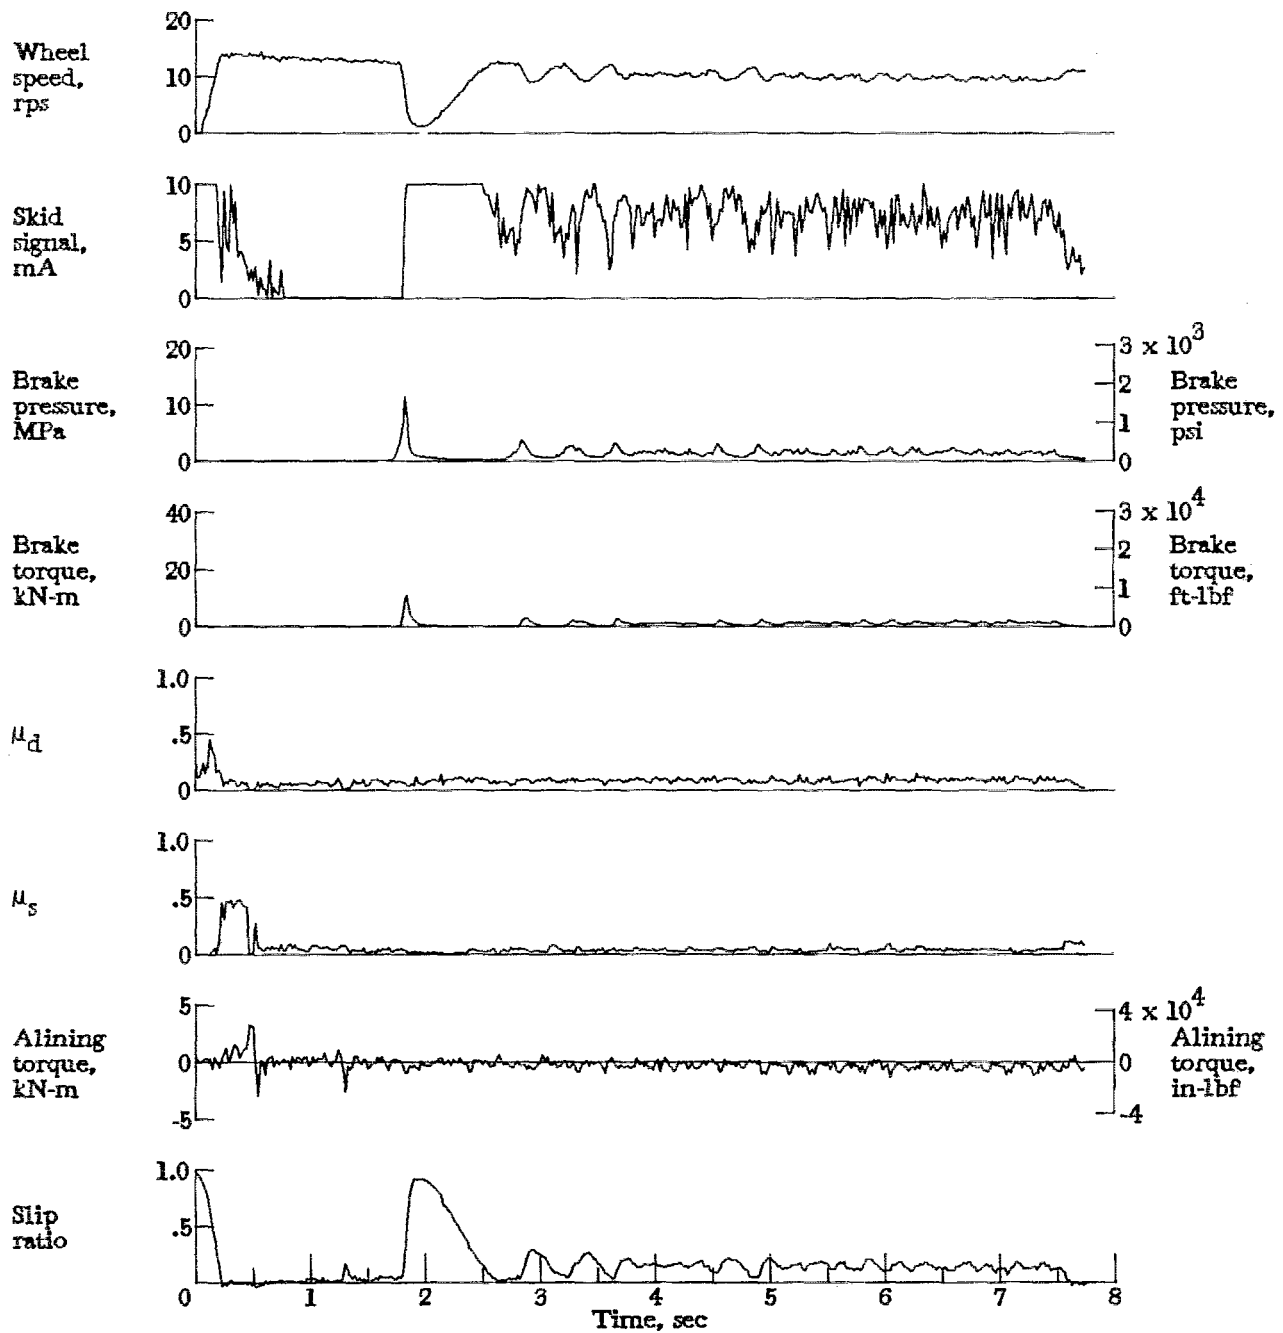 20
Wheel
speed,
rps
10
0
10
Skid
signal,
mA
5
0
20
3 x 10³
Brake
pressure,
MPa
2
Brake
pressure,
psi
10
1
0
0
40
3 x 10⁴
Brake
torque,
kN-m
2
Brake
torque,
ft-lbf
20
1
0
0
1.0
μd
.5
0
1.0
μs
.5
0
5
4 x 10⁴
Alining
torque,
kN-m
0
0
Alining
torque,
in-lbf
-5
-4
1.0
Slip
ratio
.5
0 1 2 3 4 5 6 7 8
Time, sec